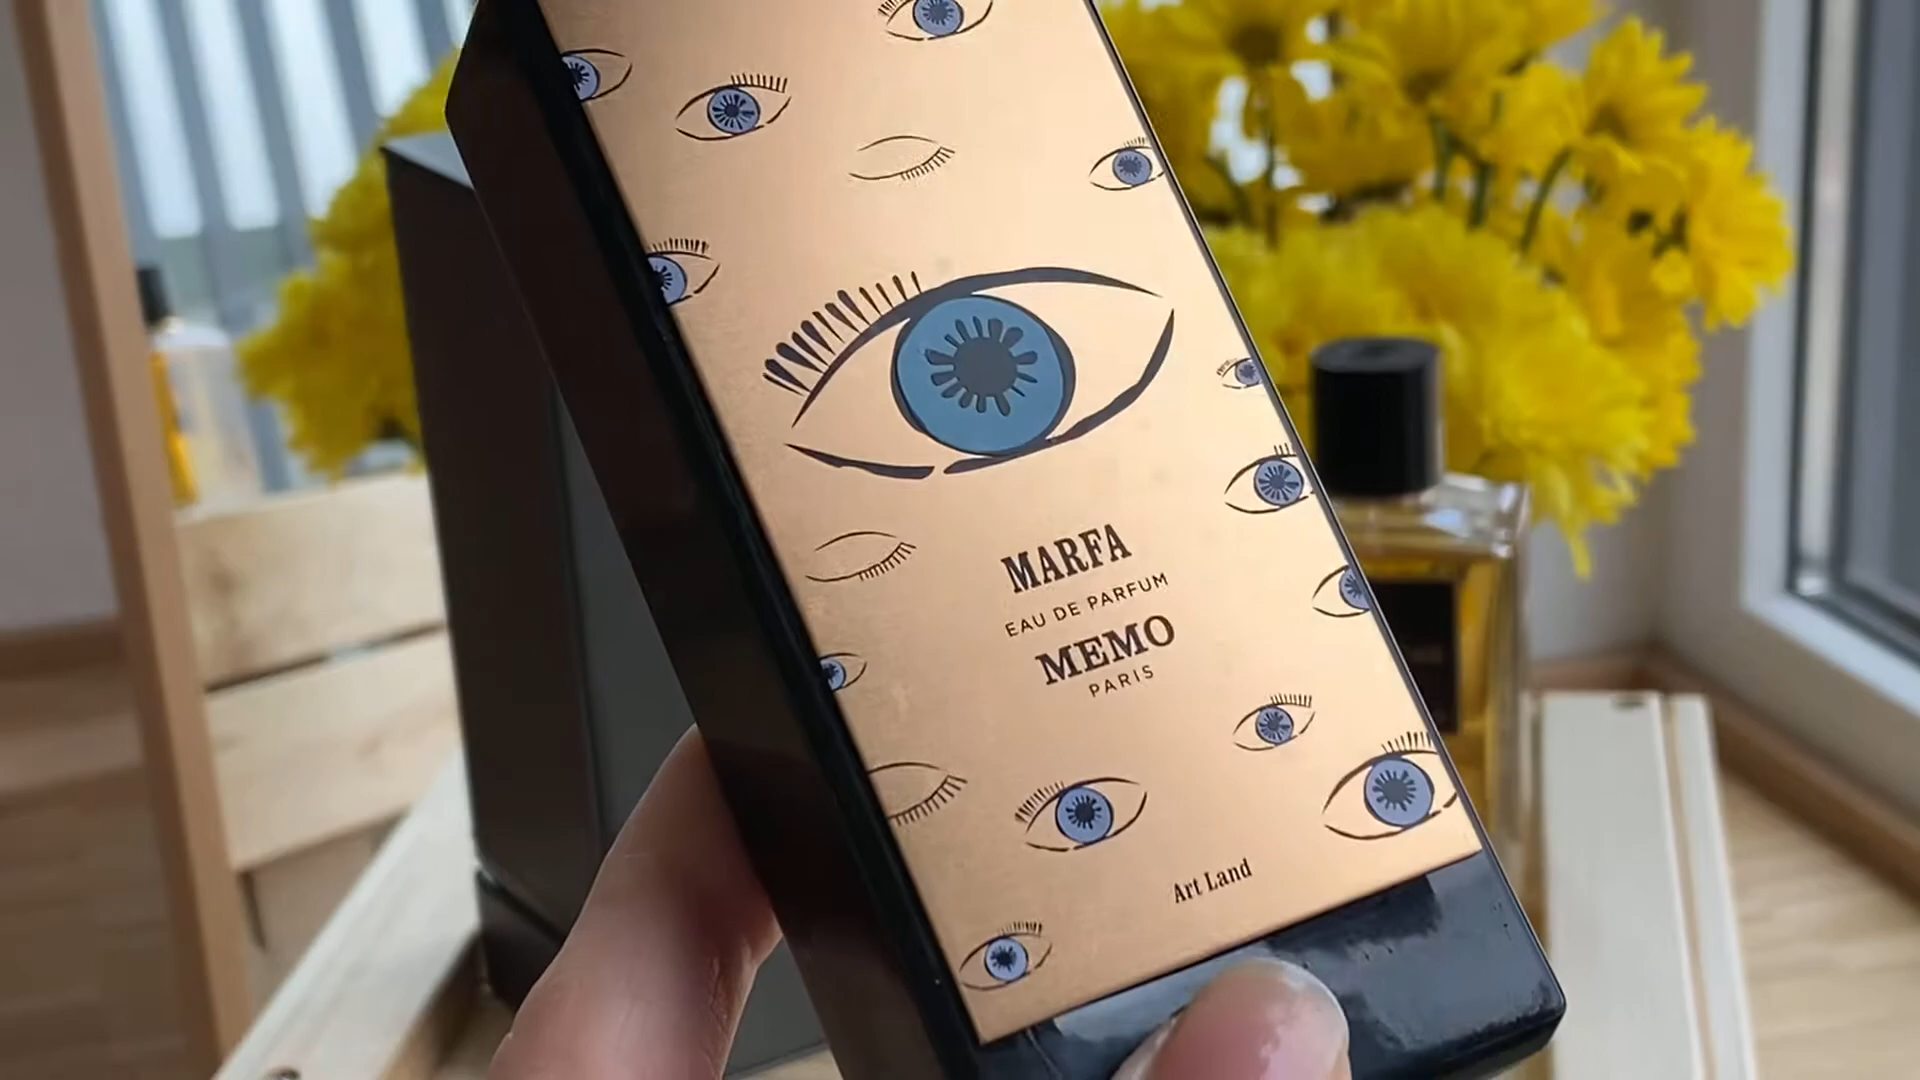 MARFA
EAU DE PARFUM
MEMO
PARIS
Art Land